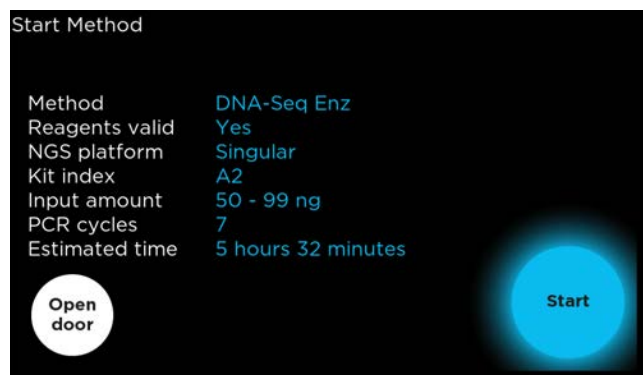 Start Method
Method DNA-Seq Enz
Reagents valid Yes
NGS platform Singular
Kit index A2
Input amount 50 - 99 ng
PCR cycles 7
Estimated time 5 hours 32 minutes
Open
door
Start